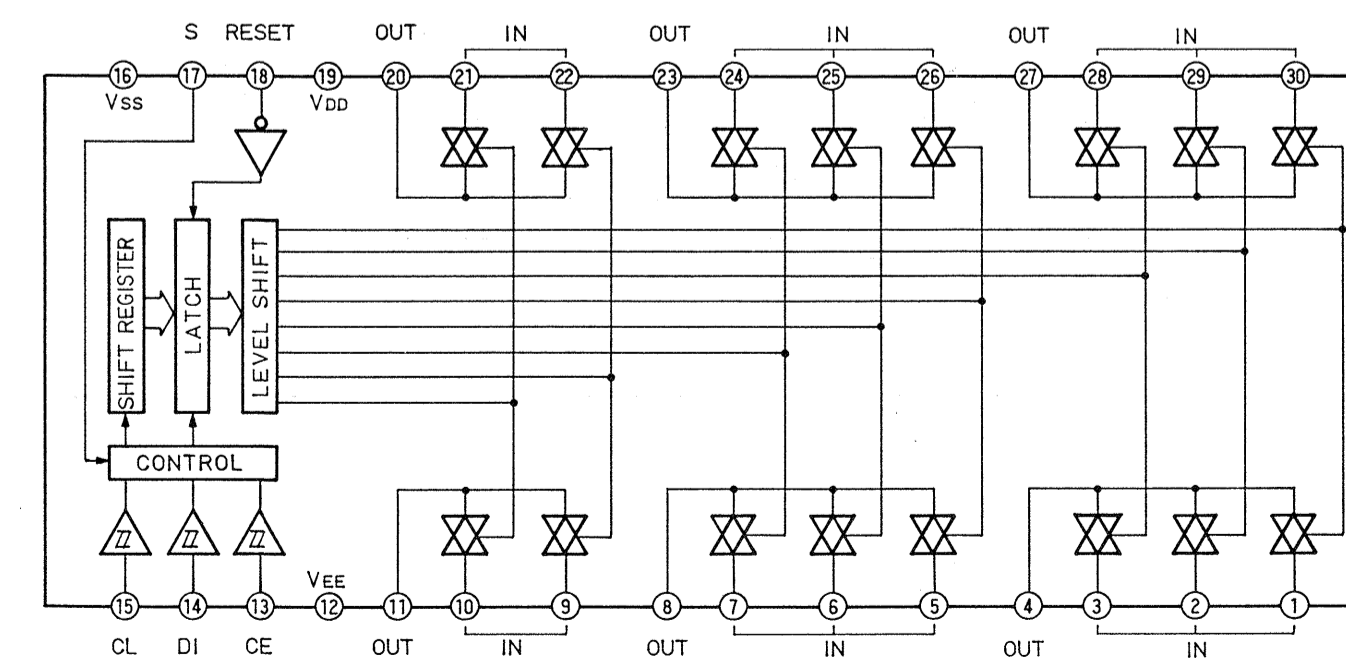 S RESET OUT IN OUT IN OUT IN
16 17 18 19 20 21 22 23 24 25 26 27 28 29 30
VSS VDD
SHIFT REGISTER
LATCH
LEVEL SHIFT
CONTROL
VEE
15 14 13 12 11 10 9 8 7 6 5 4 3 2 1
CL DI CE OUT IN OUT IN OUT IN